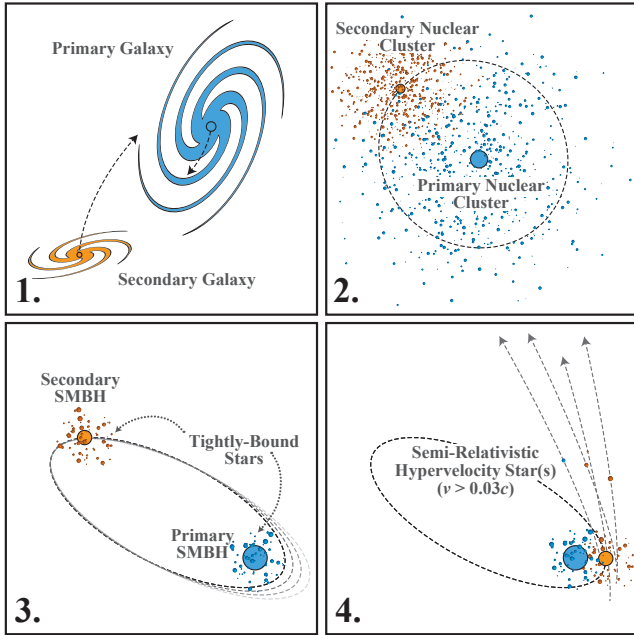 Primary Galaxy
Secondary Galaxy
1.
Secondary Nuclear
Cluster
Primary Nuclear
Cluster
2.
Secondary
SMBH
Tightly-Bound
Stars
Primary
SMBH
3.
Semi-Relativistic
Hypervelocity Star(s)
(v > 0.03c)
4.